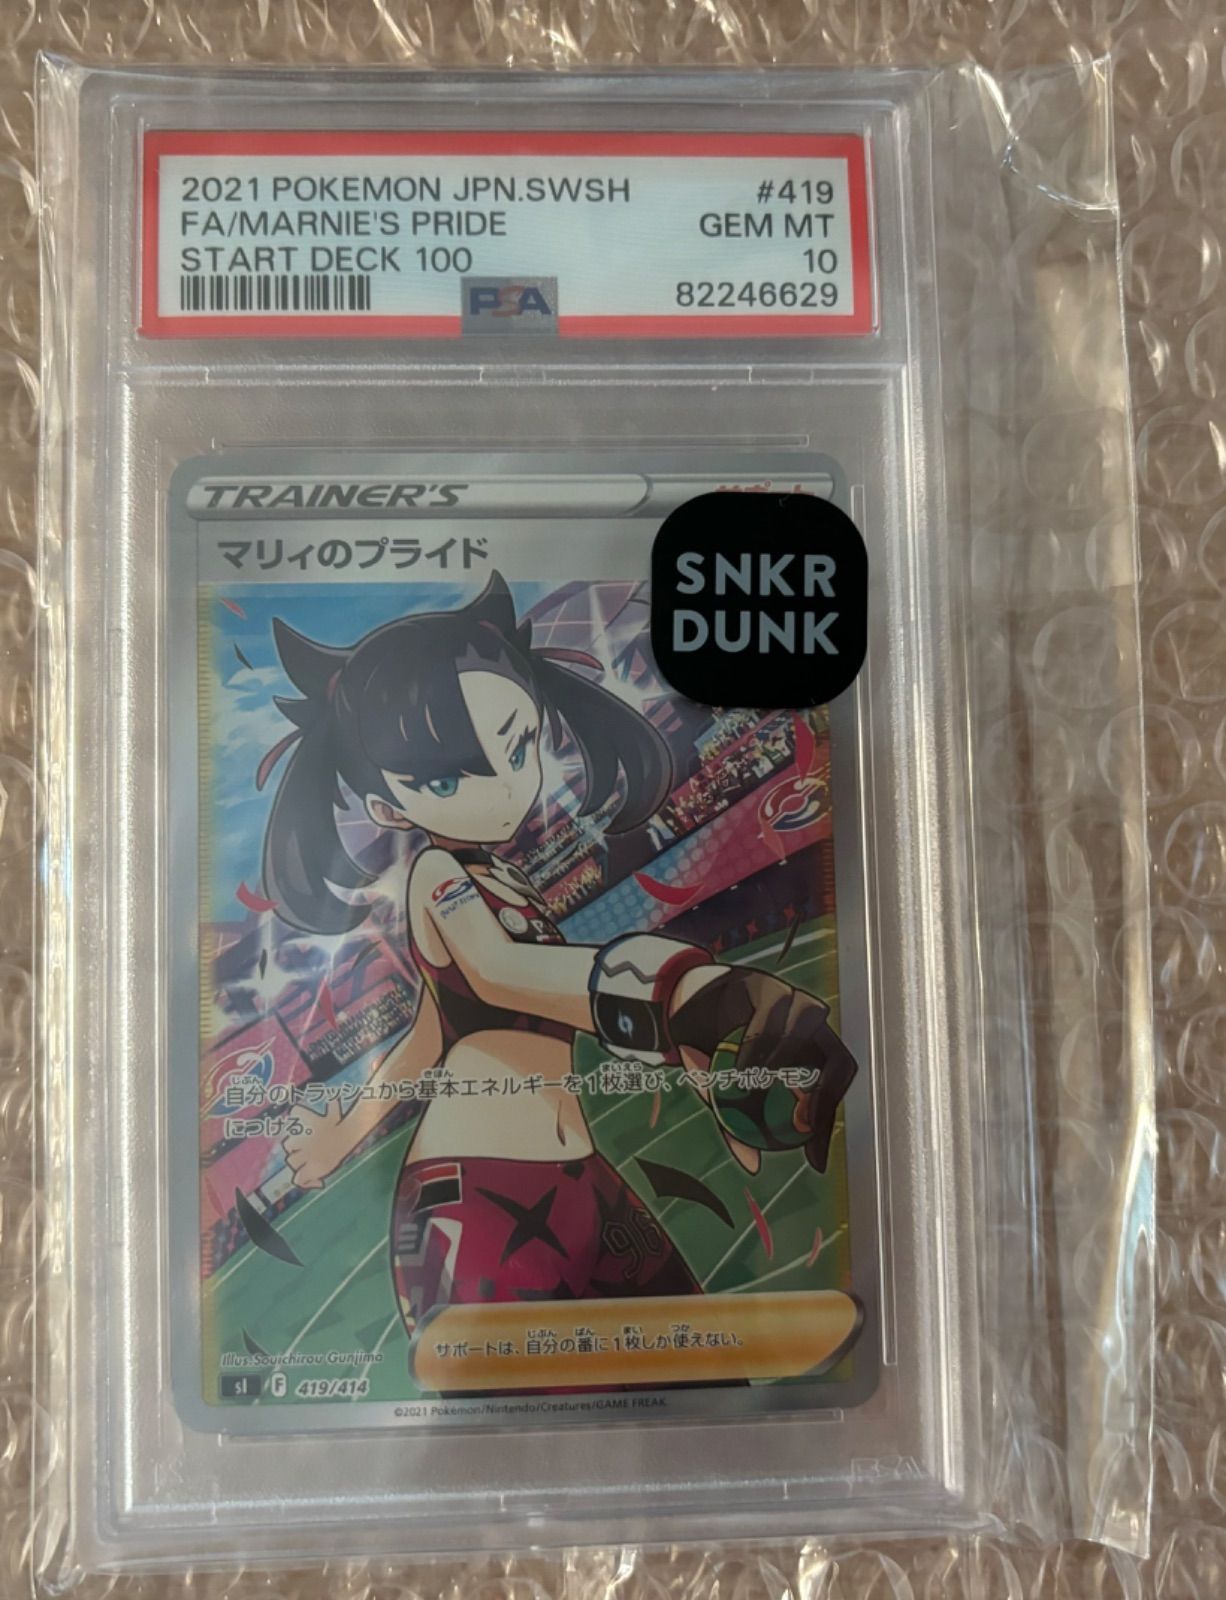 2021 POKEMON JPN.SWSH #419
FA/MARNIE'S PRIDE GEM MT
START DECK 100 10
PSA 82246629
TRAINER'S
マリィのプライド
SNKR
DUNK
自分のトラッシュから基本エネルギーを1枚選び、ベンチポケモン
につける。
96
サポートは、自分の番に1枚しか使えない。
Illus. Souichirou Gunjima
sI F 419/414
©2021 Pokémon/Nintendo/Creatures/GAME FREAK.
PSA